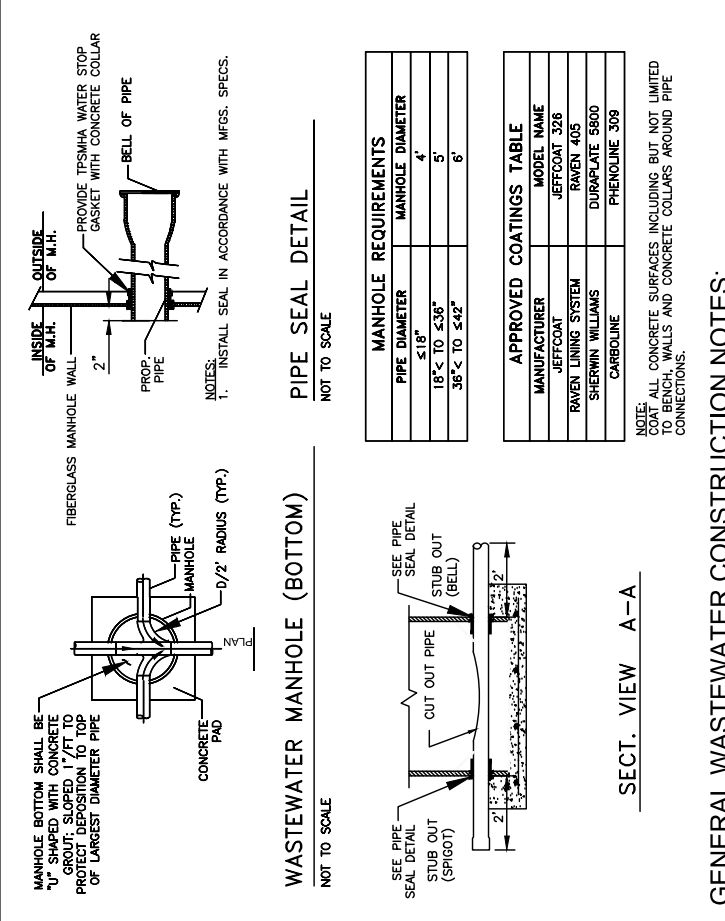 MANHOLE BOTTOM SHALL BE
"U" SHAPED WITH CONCRETE
GROUT; SLOPED 1"/FT TO
PROTECT DEPOSITION TO TOP
OF LARGEST DIAMETER PIPE
CONCRETE
PAD
PLAN
PIPE (TYP.)
MANHOLE
D/2' RADIUS (TYP.)
WASTEWATER MANHOLE (BOTTOM)
NOT TO SCALE
FIBERGLASS MANHOLE WALL
INSIDE
OF M.H.
OUTSIDE
OF M.H.
2"
PROVIDE TPSMHA WATER STOP
GASKET WITH CONCRETE COLLAR
BELL OF PIPE
PROP.
PIPE
NOTES:
1. INSTALL SEAL IN ACCORDANCE WITH MFGS. SPECS.
PIPE SEAL DETAIL
NOT TO SCALE
SEE PIPE
SEAL DETAIL
STUB OUT
(SPIGOT)
CUT OUT PIPE
SEE PIPE
SEAL DETAIL
STUB OUT
(BELL)
2'
2'
SECT. VIEW A-A
MANHOLE REQUIREMENTS
PIPE DIAMETER MANHOLE DIAMETER
≤18" 4'
18"< TO ≤36" 5'
36"< TO ≤42" 6'
APPROVED COATINGS TABLE
MANUFACTURER MODEL NAME
JEFFCOAT JEFFCOAT 326
RAVEN LINING SYSTEM RAVEN 405
SHERWIN WILLIAMS DURAPLATE 5800
CARBOLINE PHENOLINE 309
NOTE:
COAT ALL CONCRETE SURFACES INCLUDING BUT NOT LIMITED
TO BENCH, WALLS AND CONCRETE COLLARS AROUND PIPE
CONNECTIONS.
GENERAL WASTEWATER CONSTRUCTION NOTES: